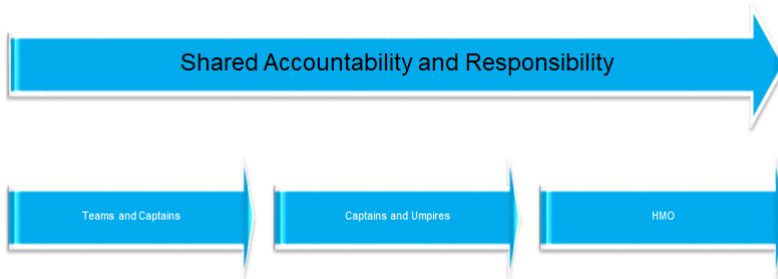 Shared Accountability and Responsibility
Teams and Captains
Captains and Umpires
HMO